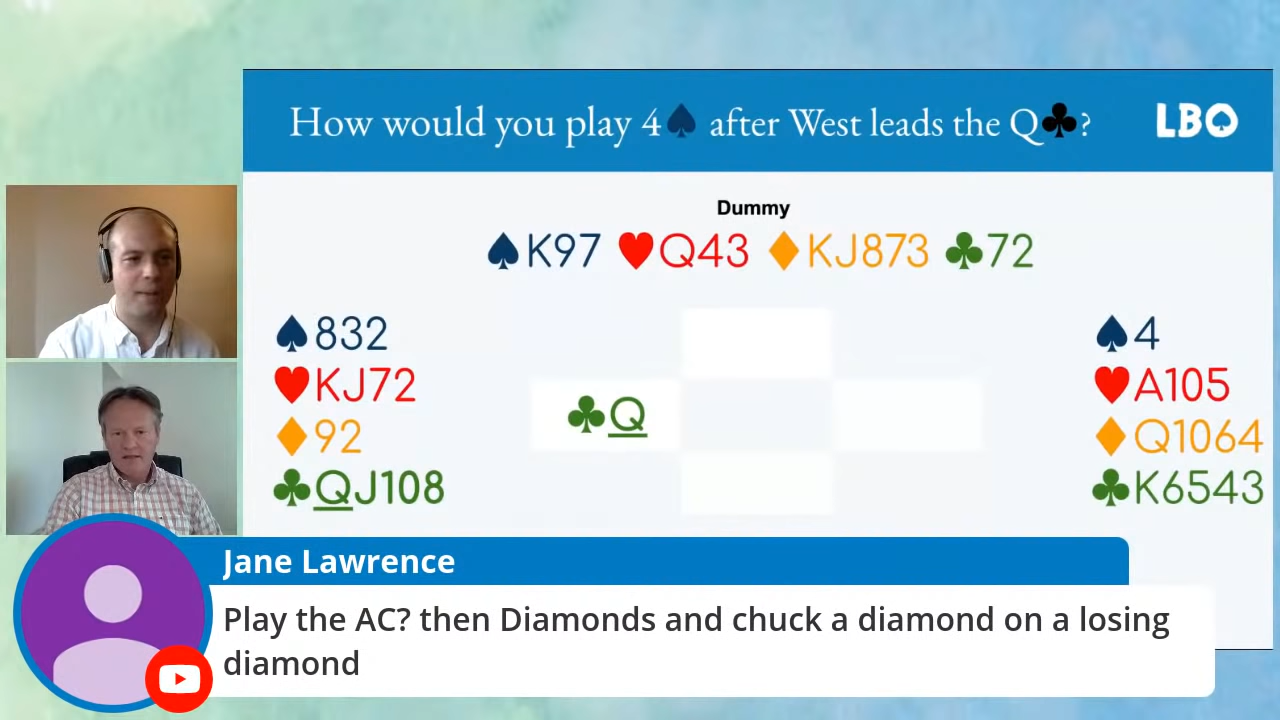 How would you play 4♠ after West leads the Q♣? LBO
Dummy
♠K97 ♥Q43 ♦KJ873 ♣72
♠832
♥KJ72
♦92
♣QJ108
♣Q
♠4
♥A105
♦Q1064
♣K6543
Jane Lawrence
Play the AC? then Diamonds and chuck a diamond on a losing
diamond